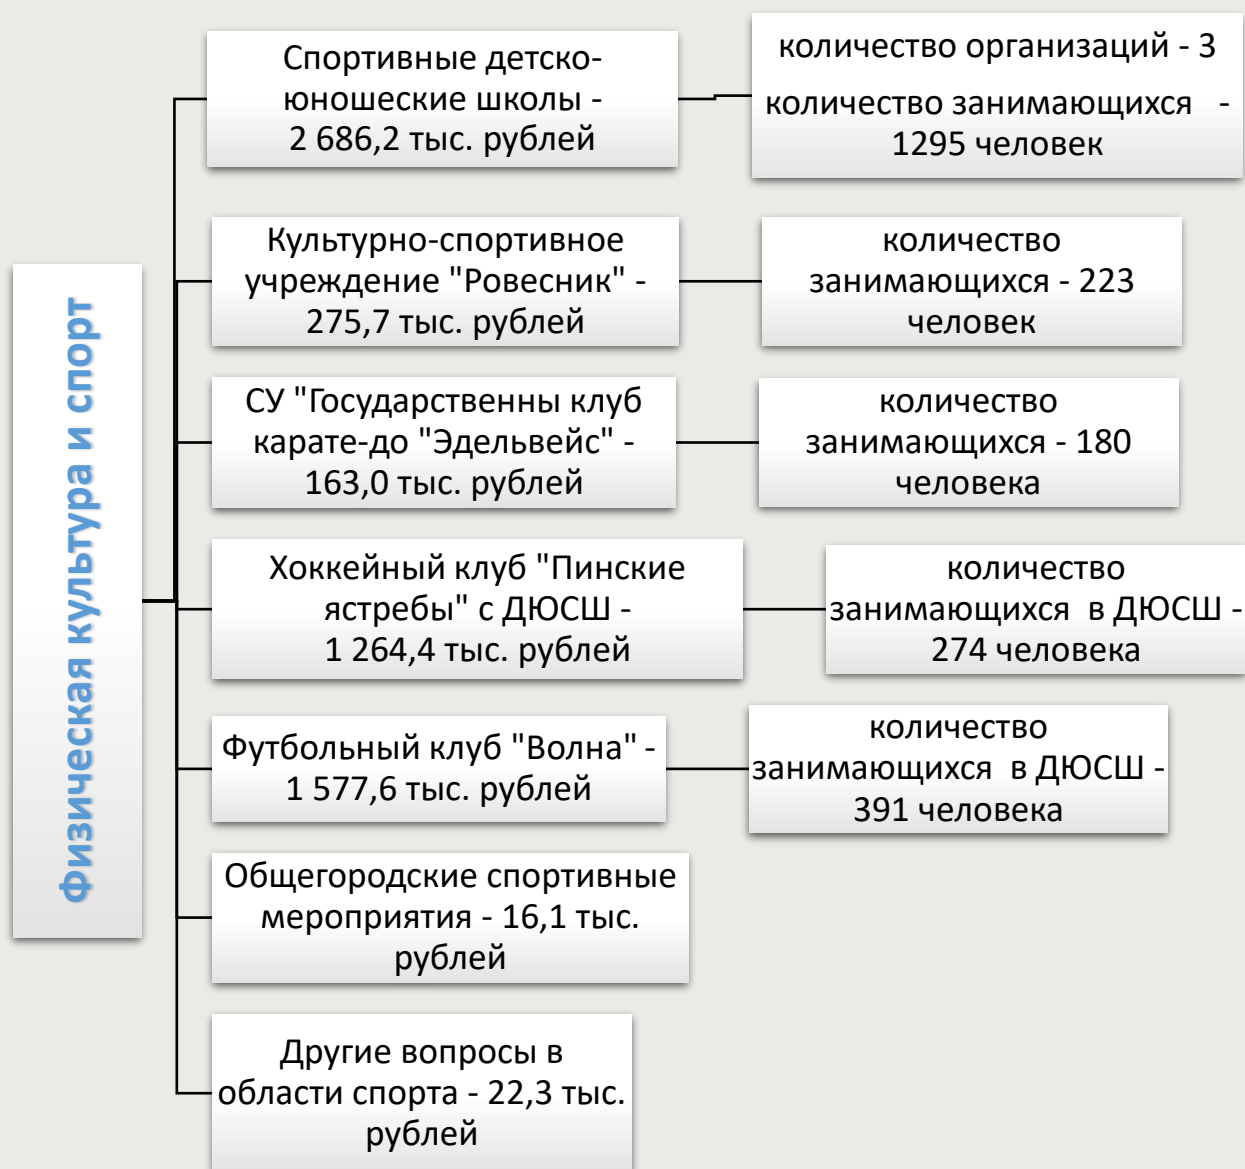 Физическая культура и спорт
Спортивные детско-
юношеские школы -
2 686,2 тыс. рублей
количество организаций - 3
количество занимающихся -
1295 человек
Культурно-спортивное
учреждение "Ровесник" -
275,7 тыс. рублей
количество
занимающихся - 223
человек
СУ "Государственны клуб
карате-до "Эдельвейс" -
163,0 тыс. рублей
количество
занимающихся - 180
человека
Хоккейный клуб "Пинские
ястребы" с ДЮСШ -
1 264,4 тыс. рублей
количество
занимающихся в ДЮСШ -
274 человека
Футбольный клуб "Волна" -
1 577,6 тыс. рублей
количество
занимающихся в ДЮСШ -
391 человека
Общегородские спортивные
мероприятия - 16,1 тыс.
рублей
Другие вопросы в
области спорта - 22,3 тыс.
рублей